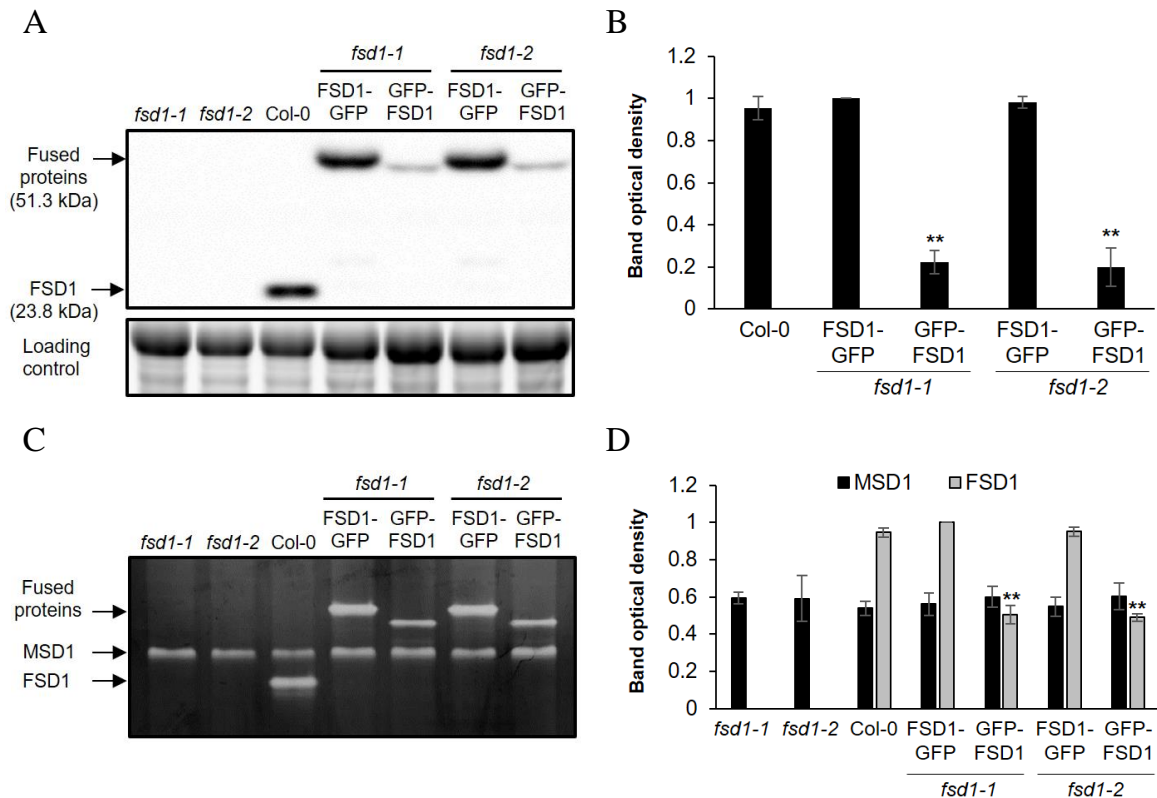 A
fsd1-1 fsd1-2
FSD1- GFP- FSD1- GFP-
fsd1-1 fsd1-2 Col-0 GFP FSD1 GFP FSD1
Fused
proteins
(51.3 kDa)
FSD1
(23.8 kDa)
Loading
control
B
Band optical density
1.2
1
0.8
0.6
0.4
0.2
0
** **
Col-0 FSD1- GFP- FSD1- GFP-
GFP FSD1 GFP FSD1
fsd1-1 fsd1-2
C
fsd1-1 fsd1-2
FSD1- GFP- FSD1- GFP-
fsd1-1 fsd1-2 Col-0 GFP FSD1 GFP FSD1
Fused
proteins
MSD1
FSD1
D
Band optical density
MSD1 FSD1
1.2
1
0.8
0.6
0.4
0.2
0
** **
fsd1-1 fsd1-2 Col-0 FSD1- GFP- FSD1- GFP-
GFP FSD1 GFP FSD1
fsd1-1 fsd1-2